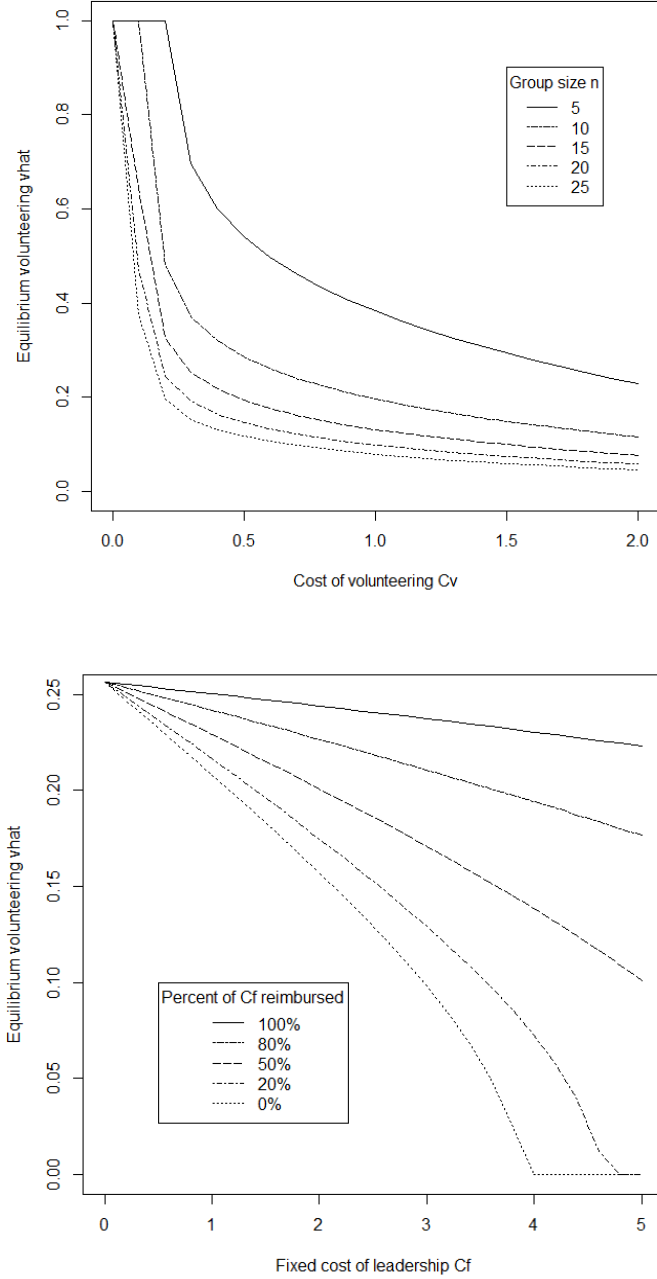 Equilibrium volunteering vhat
1.0
0.8
0.6
0.4
0.2
0.0
Group size n
5
10
15
20
25
0.0 0.5 1.0 1.5 2.0
Cost of volunteering Cv
Equilibrium volunteering vhat
0.25
0.20
0.15
0.10
0.05
0.00
Percent of Cf reimbursed
100%
80%
50%
20%
0%
0 1 2 3 4 5
Fixed cost of leadership Cf